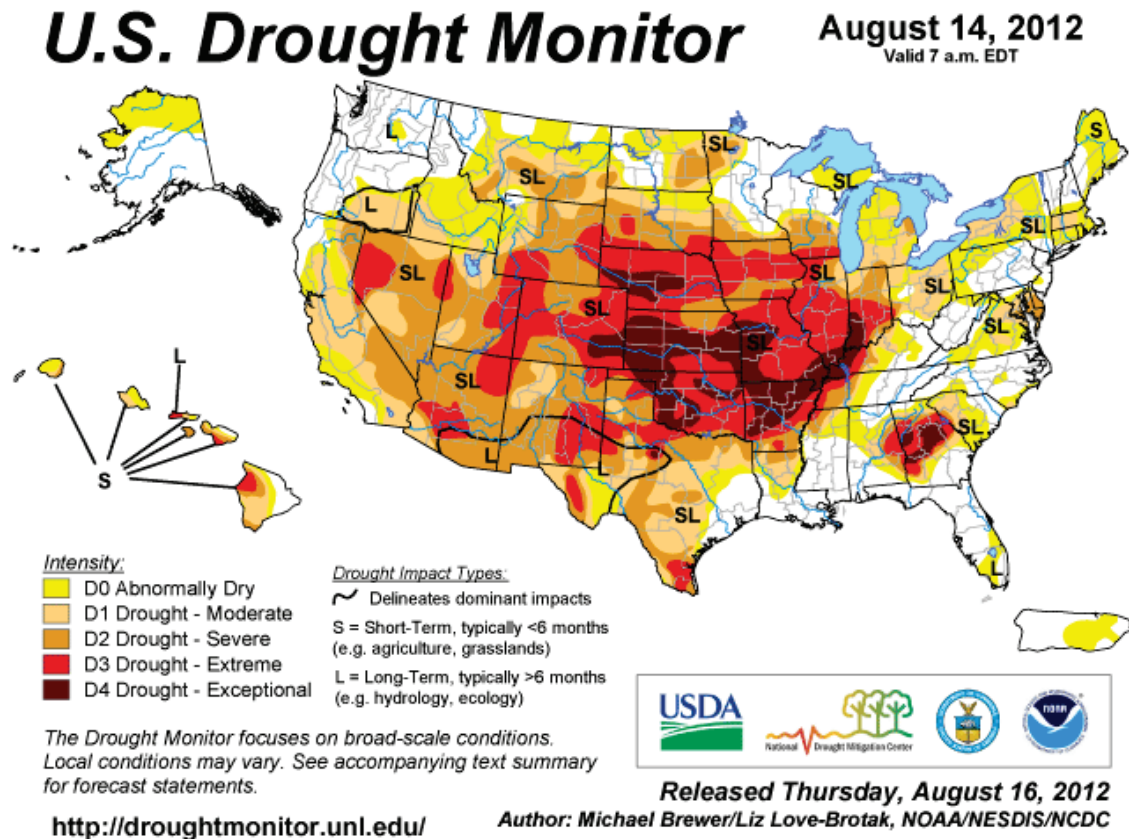 U.S. Drought Monitor
August 14, 2012
Valid 7 a.m. EDT
L
SL
SL
SL
S
L
SL
SL
SL
SL
SL
SL
SL
SL
SL
SL
L
L
SL
L
L
S
Intensity:
D0 Abnormally Dry
D1 Drought - Moderate
D2 Drought - Severe
D3 Drought - Extreme
D4 Drought - Exceptional
Drought Impact Types:
Delineates dominant impacts
S = Short-Term, typically <6 months
(e.g. agriculture, grasslands)
L = Long-Term, typically >6 months
(e.g. hydrology, ecology)
USDA
National Drought Mitigation Center
noaa
The Drought Monitor focuses on broad-scale conditions.
Local conditions may vary. See accompanying text summary
for forecast statements.
http://droughtmonitor.unl.edu/
Released Thursday, August 16, 2012
Author: Michael Brewer/Liz Love-Brotak, NOAA/NESDIS/NCDC